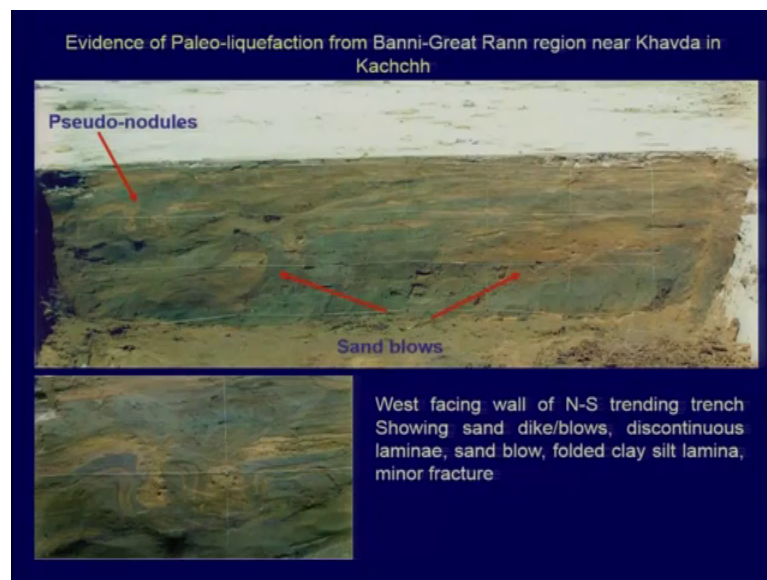 Evidence of Paleo-liquefaction from Banni-Great Rann region near Khavda in
Kachchh
Pseudo-nodules
Sand blows
West facing wall of N-S trending trench
Showing sand dike/blows, discontinuous
laminae, sand blow, folded clay silt lamina,
minor fracture